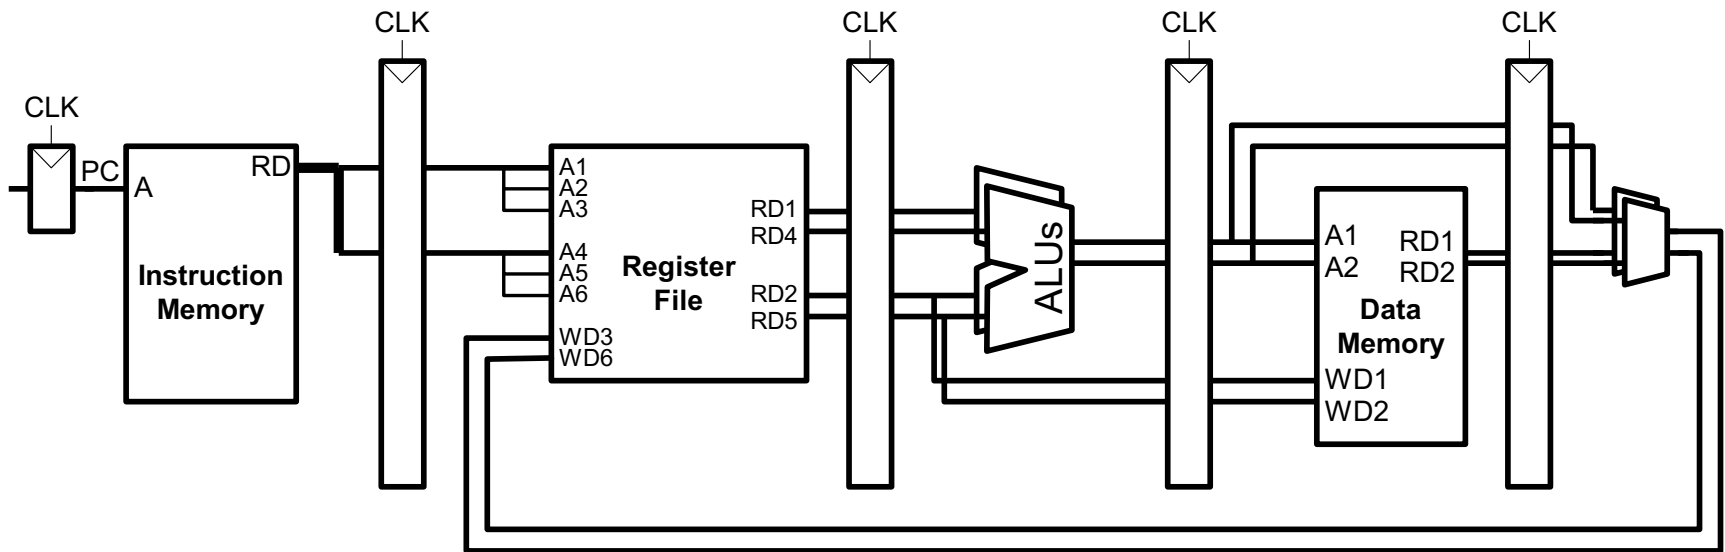 CLK
CLK
CLK
CLK
CLK
PC
A
RD
Instruction
Memory
A1
A2
A3
A4
A5
A6
WD3
WD6
Register
File
RD1
RD4
RD2
RD5
ALUs
A1
A2
RD1
RD2
Data
Memory
WD1
WD2